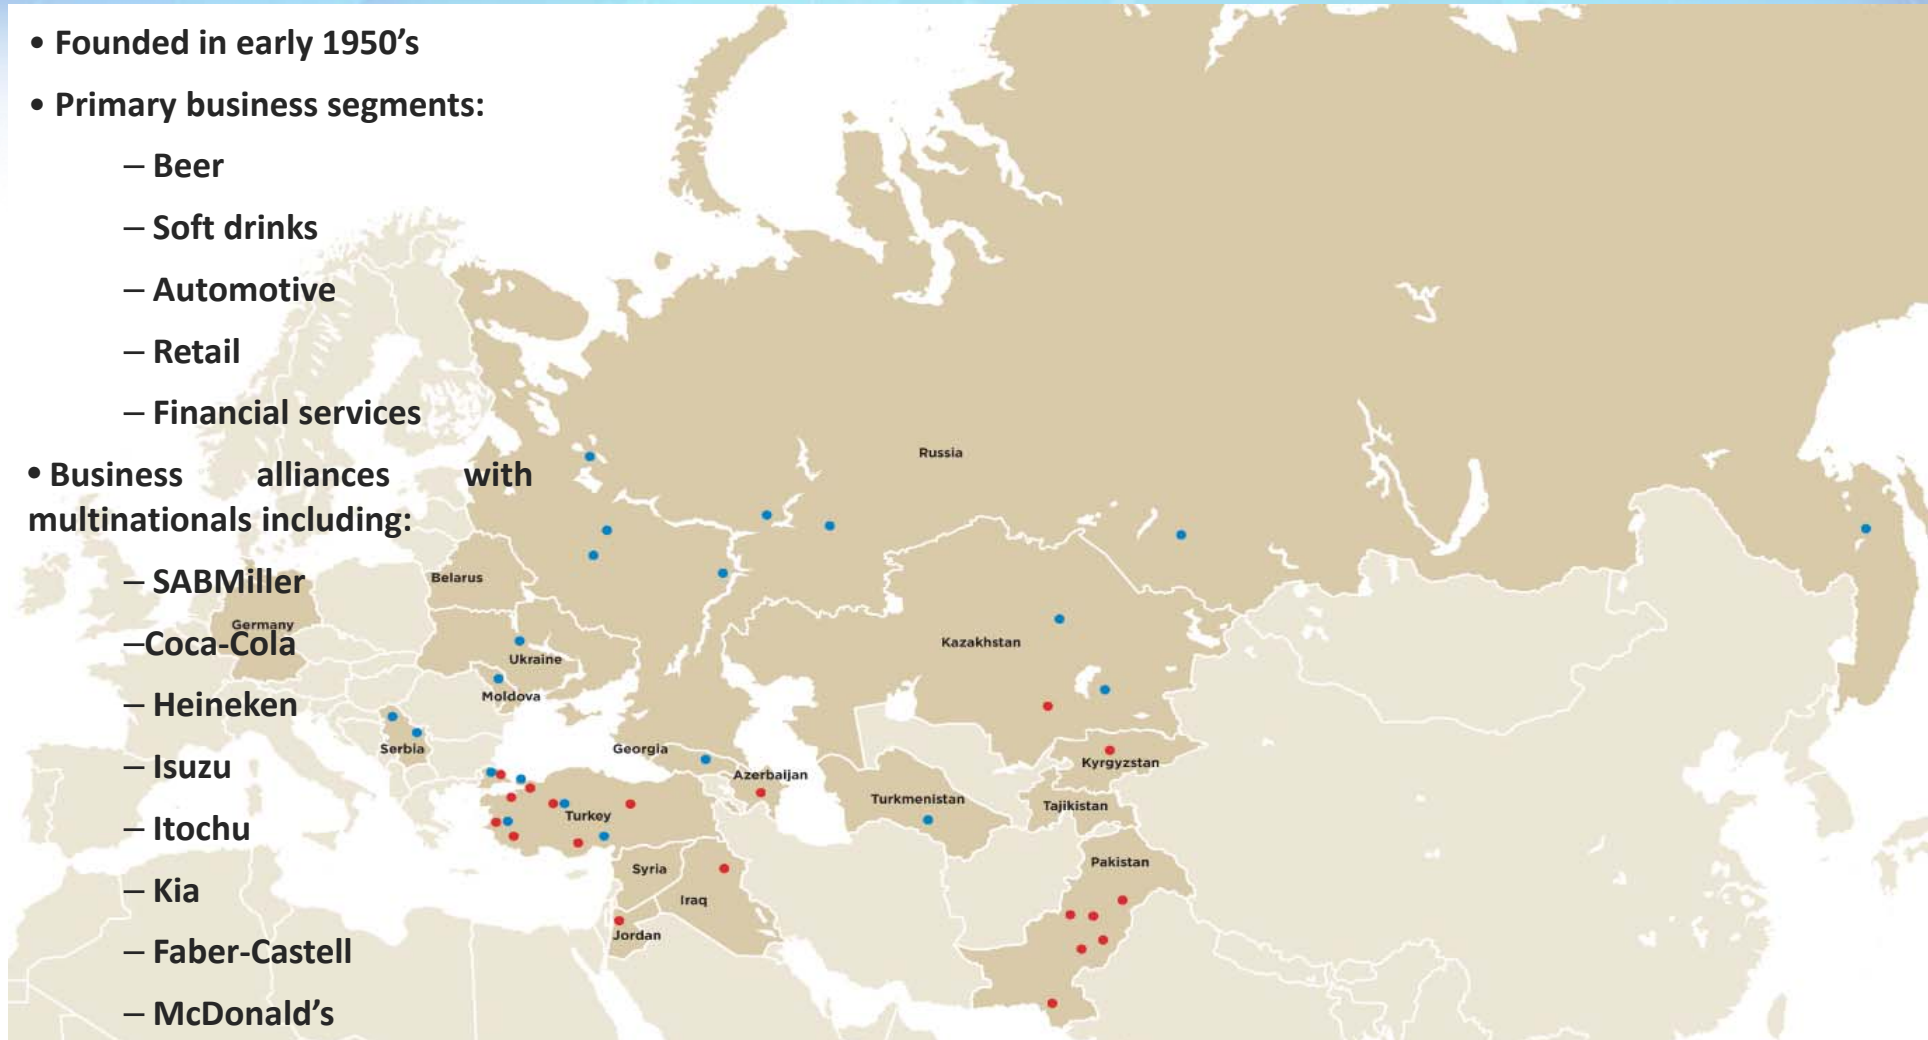 • Founded in early 1950’s
• Primary business segments:
– Beer
– Soft drinks
– Automotive
– Retail
– Financial services
• Business alliances with
multinationals including:
– SABMiller
–Coca-Cola
– Heineken
– Isuzu
– Itochu
– Kia
– Faber-Castell
– McDonald’s
Russia
Belarus
Germany
Ukraine
Kazakhstan
Moldova
Serbia
Georgia
Azerbaijan
Kyrgyzstan
Turkmenistan
Tajikistan
Turkey
Pakistan
Syria
Iraq
Jordan